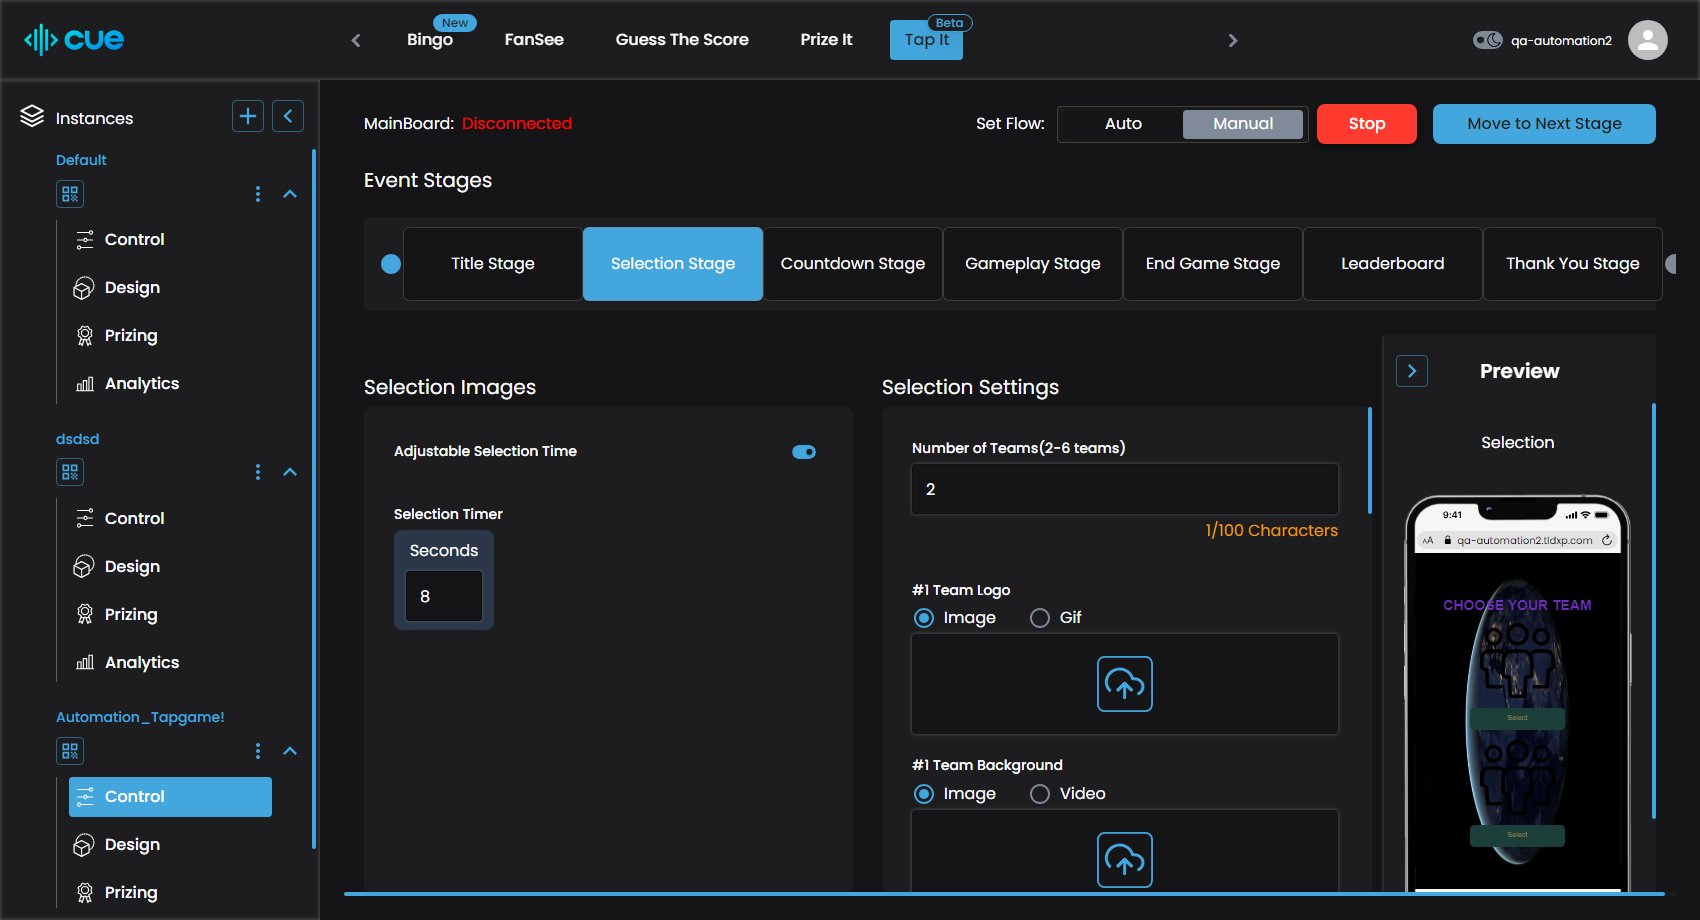 cue
New
Bingo
FanSee
Guess The Score
Prize It
Beta
Tap It
qa-automation2
Instances
Default
Control
Design
Prizing
Analytics
dsdsd
Control
Design
Prizing
Analytics
Automation_Tapgame!
Control
Design
Prizing
MainBoard: Disconnected
Set Flow:
Auto
Manual
Stop
Move to Next Stage
Event Stages
Title Stage
Selection Stage
Countdown Stage
Gameplay Stage
End Game Stage
Leaderboard
Thank You Stage
Selection Images
Adjustable Selection Time
Selection Timer
Seconds
8
Selection Settings
Number of Teams(2-6 teams)
2
1/100 Characters
#1 Team Logo
Image
Gif
#1 Team Background
Image
Video
Preview
Selection
9:41
AA
qa-automation2.tldxp.com
CHOOSE YOUR TEAM
Select
Select